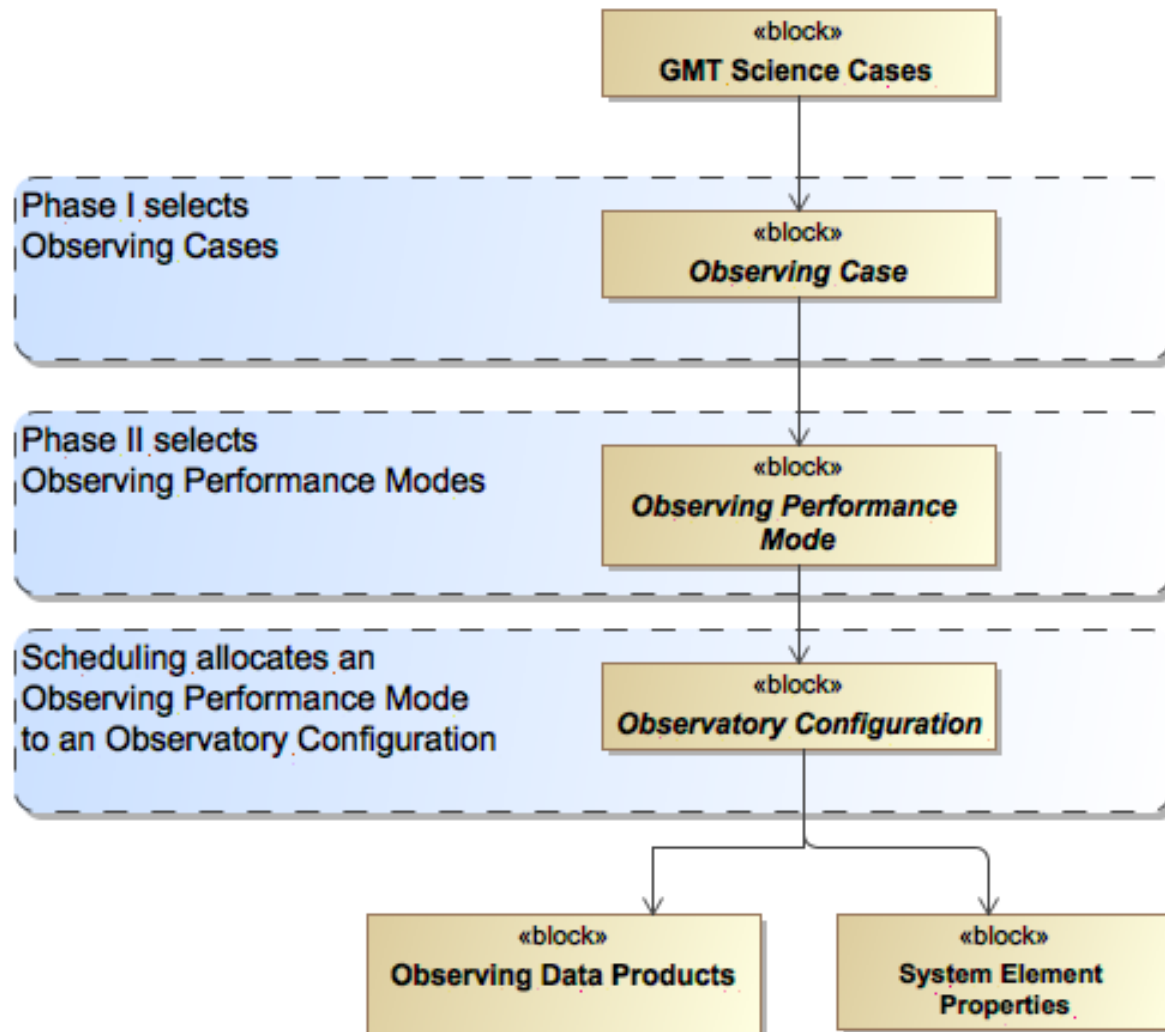 «block»
GMT Science Cases
Phase I selects
Observing Cases
«block»
Observing Case
Phase II selects
Observing Performance Modes
«block»
Observing Performance
Mode
Scheduling allocates an
Observing Performance Mode
to an Observatory Configuration
«block»
Observatory Configuration
«block»
Observing Data Products
«block»
System Element
Properties